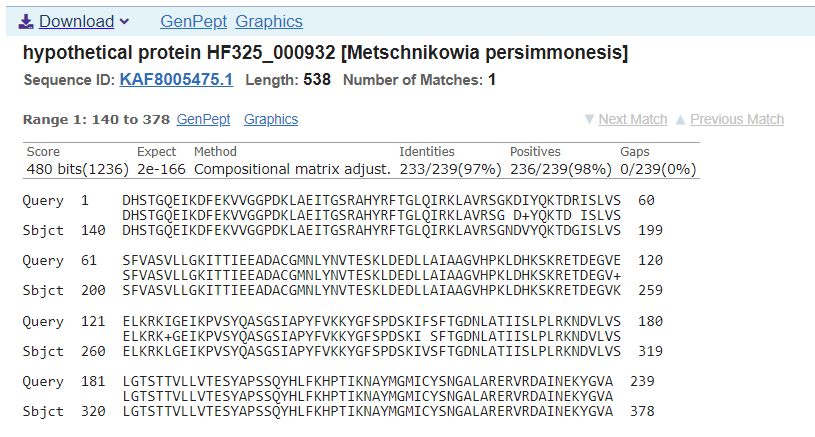 Download GenPept Graphics
hypothetical protein HF325_000932 [Metschnikowia persimmonesis]
Sequence ID: KAF8005475.1 Length: 538 Number of Matches: 1
Range 1: 140 to 378 GenPept Graphics ▼ Next Match ▲ Previous Match
Score Expect Method Identities Positives Gaps
480 bits(1236) 2e-166 Compositional matrix adjust. 233/239(97%) 236/239(98%) 0/239(0%)
Query 1 DHSTGQEIKDFEKVVGGPDKLAEITGSRAHYRFTGLQIRKLAVRSGKDIYQKTDRISLVS 60
DHSTGQEIKDFEKVVGGPDKLAEITGSRAHYRFTGLQIRKLAVRSG D+YQKTD ISLVS
Sbjct 140 DHSTGQEIKDFEKVVGGPDKLAEITGSRAHYRFTGLQIRKLAVRSGNDVYQKTDGISLVS 199
Query 61 SFVASVLLGKITTIEEADACGMNLYNVTESKLDEDLLAIAAGVHPKLDHKSKRETDEGVE 120
SFVASVLLGKITTIEEADACGMNLYNVTESKLDEDLLAIAAGVHPKLDHKSKRETDEGV+
Sbjct 200 SFVASVLLGKITTIEEADACGMNLYNVTESKLDEDLLAIAAGVHPKLDHKSKRETDEGVK 259
Query 121 ELKRKIGEIKPVSYQASGSIAPYFVKKYGFSPDSKIFSFTGDNLATIISLPLRKNDVLVS 180
ELKRK+GEIKPVSYQASGSIAPYFVKKYGFSPDSKI SFTGDNLATIISLPLRKNDVLVS
Sbjct 260 ELKRKLGEIKPVSYQASGSIAPYFVKKYGFSPDSKIVSFTGDNLATIISLPLRKNDVLVS 319
Query 181 LGTSTTVLLVTESYAPSSQYHLFKHPTIKNAYMGMICYSNGALARERVRDAINEKYGVA 239
LGTSTTVLLVTESYAPSSQYHLFKHPTIKNAYMGMICYSNGALARERVRDAINEKYGVA
Sbjct 320 LGTSTTVLLVTESYAPSSQYHLFKHPTIKNAYMGMICYSNGALARERVRDAINEKYGVA 378